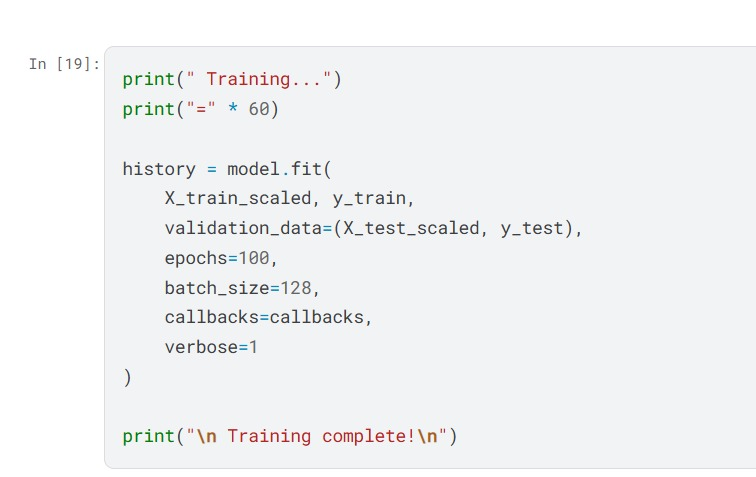 In [19]:
print(" Training...")
print("=" * 60)
history = model.fit(
    X_train_scaled, y_train,
    validation_data=(X_test_scaled, y_test),
    epochs=100,
    batch_size=128,
    callbacks=callbacks,
    verbose=1
)
print("\n Training complete!\n")